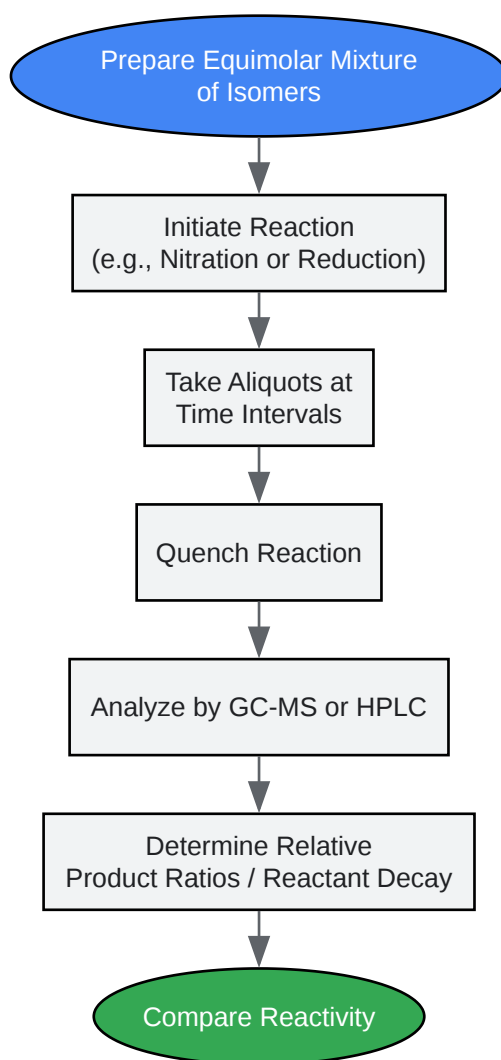 Prepare Equimolar Mixture
of Isomers
Initiate Reaction
(e.g., Nitration or Reduction)
Take Aliquots at
Time Intervals
Quench Reaction
Analyze by GC-MS or HPLC
Determine Relative
Product Ratios / Reactant Decay
Compare Reactivity